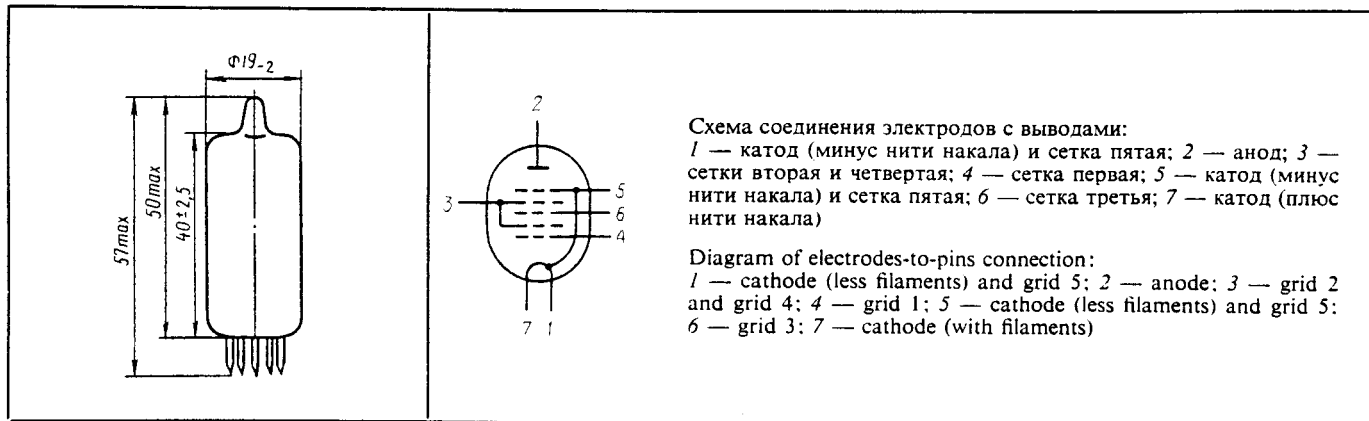 Ф19-2
57max
50max
40±2,5
2
3
5
6
4
7 1
Схема соединения электродов с выводами:
1 — катод (минус нити накала) и сетка пятая; 2 — анод; 3 —
сетки вторая и четвертая; 4 — сетка первая; 5 — катод (минус
нити накала) и сетка пятая; 6 — сетка третья; 7 — катод (плюс
нити накала)
Diagram of electrodes-to-pins connection:
1 — cathode (less filaments) and grid 5; 2 — anode; 3 — grid 2
and grid 4; 4 — grid 1; 5 — cathode (less filaments) and grid 5:
6 — grid 3; 7 — cathode (with filaments)